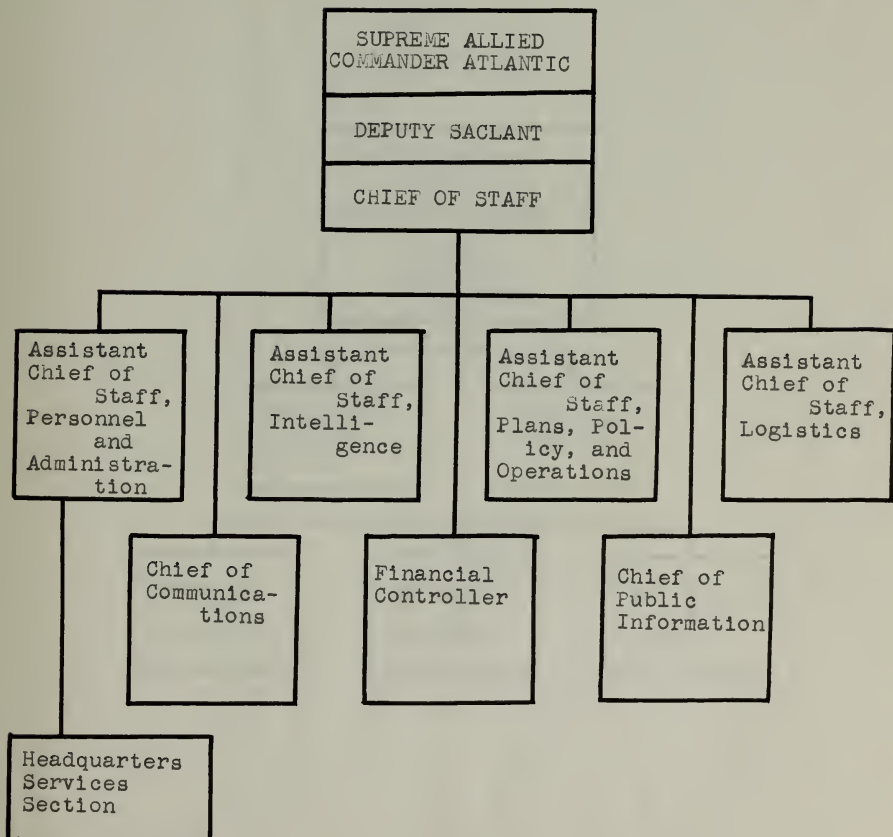 SUPREME ALLIED
COMMANDER ATLANTIC
DEPUTY SACLANT
CHIEF OF STAFF
Assistant
Chief of
Staff,
Personnel
and
Administra-
tion
Assistant
Chief of
Staff,
Intelli-
gence
Assistant
Chief of
Staff,
Plans, Pol-
icy, and
Operations
Assistant
Chief of
Staff,
Logistics
Chief of
Communica-
tions
Financial
Controller
Chief of
Public
Information
Headquarters
Services
Section